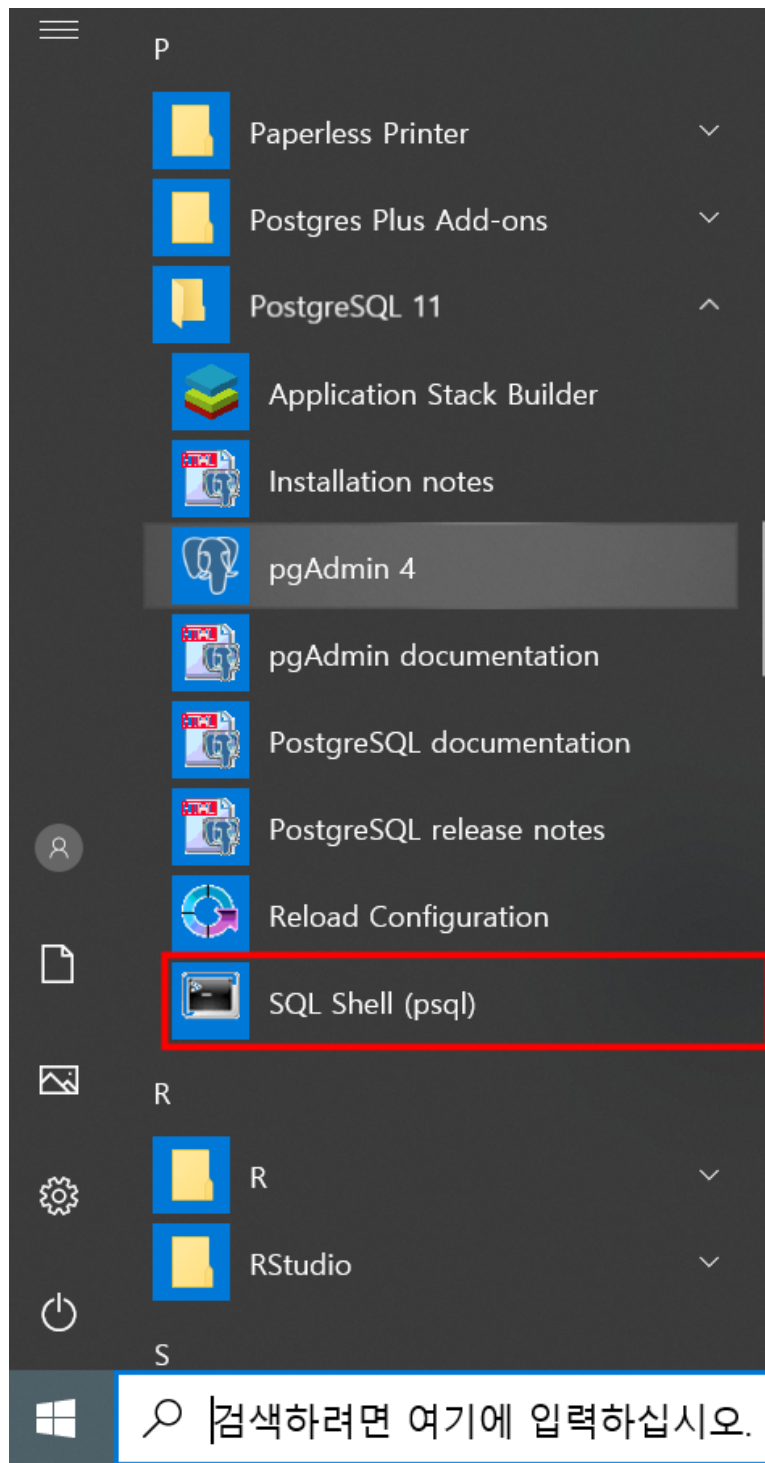 P
Paperless Printer
Postgres Plus Add-ons
PostgreSQL 11
Application Stack Builder
Installation notes
pgAdmin 4
pgAdmin documentation
PostgreSQL documentation
PostgreSQL release notes
Reload Configuration
SQL Shell (psql)
R
R
RStudio
S
검색하려면 여기에 입력하십시오.